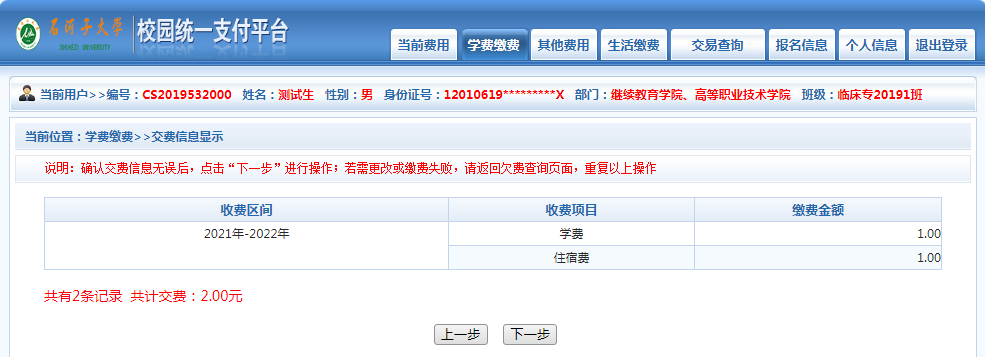 石河子大学
SHIHEZI UNIVERSITY
校园统一支付平台
当前费用 学费缴费 其他费用 生活缴费 交易查询 报名信息 个人信息 退出登录
当前用户>>编号：CS2019532000 姓名：测试生 性别：男 身份证号：12010619*********X 部门：继续教育学院、高等职业技术学院 班级：临床专20191班
当前位置：学费缴费>>交费信息显示
说明：确认交费信息无误后，点击“下一步”进行操作；若需更改或缴费失败，请返回欠费查询页面，重复以上操作
收费区间 收费项目 缴费金额
2021年-2022年 学费 1.00
住宿费 1.00
共有2条记录 共计交费：2.00元
上一步 下一步